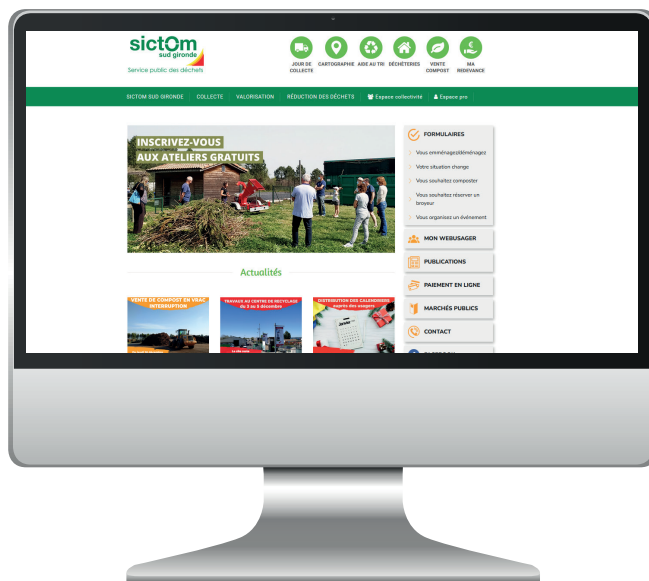 sictOm
sud gironde
Service public des déchets
JOUR DE
COLLECTE
CARTOGRAPHIE
AIDE AU TRI
DÉCHÈTERIES
VENTE
COMPOST
MA
REDEVANCE
SICTOM SUD GIRONDE
COLLECTE
VALORISATION
RÉDUCTION DES DÉCHETS
Espace collectivité
Espace pro
INSCRIVEZ-VOUS
AUX ATELIERS GRATUITS
Actualités
VENTE DE COMPOST EN VRAC
INTERRUPTION
TRAVAUX AU CENTRE DE RECYCLAGE
du 3 au 5 décembre
DISTRIBUTION DES CALENDRIERS
auprès des usagers
FORMULAIRES
Vous emménagez/déménagez
Votre situation change
Vous souhaitez composter
Vous souhaitez réserver un
broyeur
Vous organisez un événement
MON WEBUSAGER
PUBLICATIONS
PAIEMENT EN LIGNE
MARCHÉS PUBLICS
CONTACT